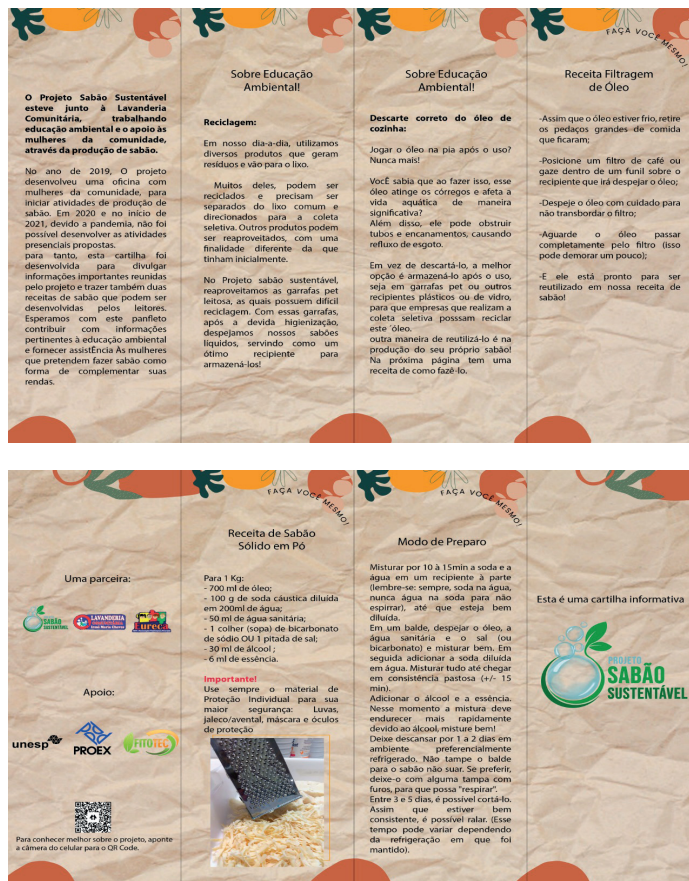 O Projeto Sabão Sustentável
esteve junto à Lavanderia
Comunitária, trabalhando
educação ambiental e o apoio às
mulheres da comunidade,
através da produção de sabão.
No ano de 2019, O projeto
desenvolveu uma oficina com
mulheres da comunidade, para
iniciar atividades de produção de
sabão. Em 2020 e no início de
2021, devido a pandemia, não foi
possível desenvolver as atividades
presenciais propostas.
para tanto, esta cartilha foi
desenvolvida para divulgar
informações importantes reunidas
pelo projeto e trazer também duas
receitas de sabão que podem ser
desenvolvidas pelos leitores.
Esperamos com este panfleto
contribuir com informações
pertinentes à educação ambiental
e fornecer assistÊncia Às mulheres
que pretendem fazer sabão como
forma de complementar suas
rendas.
Sobre Educação
Ambiental!
Reciclagem:
Em nosso dia-a-dia, utilizamos
diversos produtos que geram
resíduos e vão para o lixo.
Muitos deles, podem ser
reciclados e precisam ser
separados do lixo comum e
direcionados para a coleta
seletiva. Outros produtos podem
ser reaproveitados, com uma
finalidade diferente da que
tinham inicialmente.
No Projeto sabão sustentável,
reaproveitamos as garrafas pet
leitosa, as quais possuem difícil
reciclagem. Com essas garrafas,
após a devida higienização,
despejamos nossos sabões
liquidos, servindo como um
ótimo recipiente para
armazená-los!
Sobre Educação
Ambiental!
Descarte correto do óleo de
cozinha:
Jogar o óleo na pia após o uso?
Nunca mais!
VocÊ sabia que ao fazer isso, esse
óleo atinge os córregos e afeta a
vida aquática de maneira
significativa?
Além disso, ele pode obstruir
tubos e encanamentos, causando
refluxo de esgoto.
Em vez de descartá-lo, a melhor
opção é armazená-lo após o uso,
seja em garrafas pet ou outros
recipientes plásticos ou de vidro,
para que empresas que realizam a
coleta seletiva posssam reciclar
este ´óleo.
outra maneira de reutilizá-lo é na
produção do seu próprio sabão!
Na próxima página tem uma
receita de como fazê-lo.
FAÇA VOCÊ MESMO!
Receita Filtragem
de Óleo
-Assim que o óleo estiver frio, retire
os pedaços grandes de comida
que ficaram;
-Posicione um filtro de café ou
gaze dentro de um funil sobre o
recipiente que irá despejar o óleo;
-Despeje o óleo com cuidado para
não tranbordar o filtro;
-Aguarde o óleo passar
completamente pelo filtro (isso
pode demorar um pouco);
-E ele está pronto para ser
reutilizado em nossa receita de
sabão!
Uma parceira:
SABÃO
SUSTENTÁVEL
LAVANDERIA
Eureca
Apoio:
unesp
PROEX
FITOTEC
Para conhecer melhor sobre o projeto, aponte
a câmera do celular para o QR Code.
FAÇA VOCÊ MESMO!
Receita de Sabão
Sólido em Pó
Para 1 Kg:
- 700 ml de óleo;
- 100 g de soda cáustica diluída
em 200ml de água;
- 50 ml de água sanitária;
- 1 colher (sopa) de bicarbonato
de sódio OU 1 pitada de sal;
- 30 ml de álcool ;
- 6 ml de essência.
Importante!
Use sempre o material de
Proteção Individual para sua
maior segurança: Luvas,
jaleco/avental, máscara e óculos
de proteção
FAÇA VOCÊ MESMO!
Modo de Preparo
Misturar por 10 à 15min a soda e a
água em um recipiente à parte
(lembre-se: sempre, soda na água,
nunca água na soda para não
espirrar), até que esteja bem
diluída.
Em um balde, despejar o óleo, a
água sanitária e o sal (ou
bicarbonato) e misturar bem. Em
seguida adicionar a soda diluída
em água. Misturar tudo até chegar
em consistência pastosa (+/- 15
min).
Adicionar o álcool e a essência.
Nesse momento a mistura deve
endurecer mais rapidamente
devido ao álcool, misture bem!
Deixe descansar por 1 a 2 dias em
ambiente preferencialmente
refrigerado. Não tampe o balde
para o sabão não suar. Se preferir,
deixe-o com alguma tampa com
furos, para que possa "respirar".
Entre 3 e 5 dias, é possível cortá-lo.
Assim que estiver bem
consistente, é possível ralar. (Esse
tempo pode variar dependendo
da refrigeração em que foi
mantido).
Esta é uma cartilha informativa
PROJETO
SABÃO
SUSTENTÁVEL